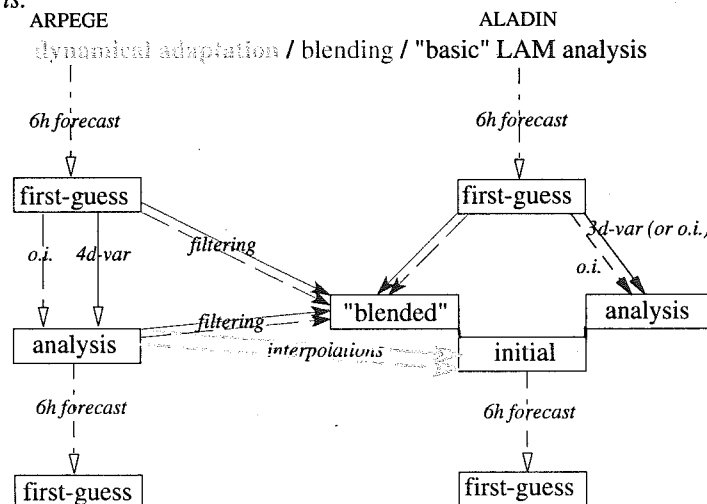 is.
ARPEGE ALADIN
dynamical adaptation / blending / "basic" LAM analysis
6h forecast 6h forecast
first-guess first-guess
o.i. 4d-var filtering 3d-var (or o.i.)
o.i.
"blended" analysis
filtering
analysis interpolations initial
6h forecast 6h forecast
first-guess first-guess